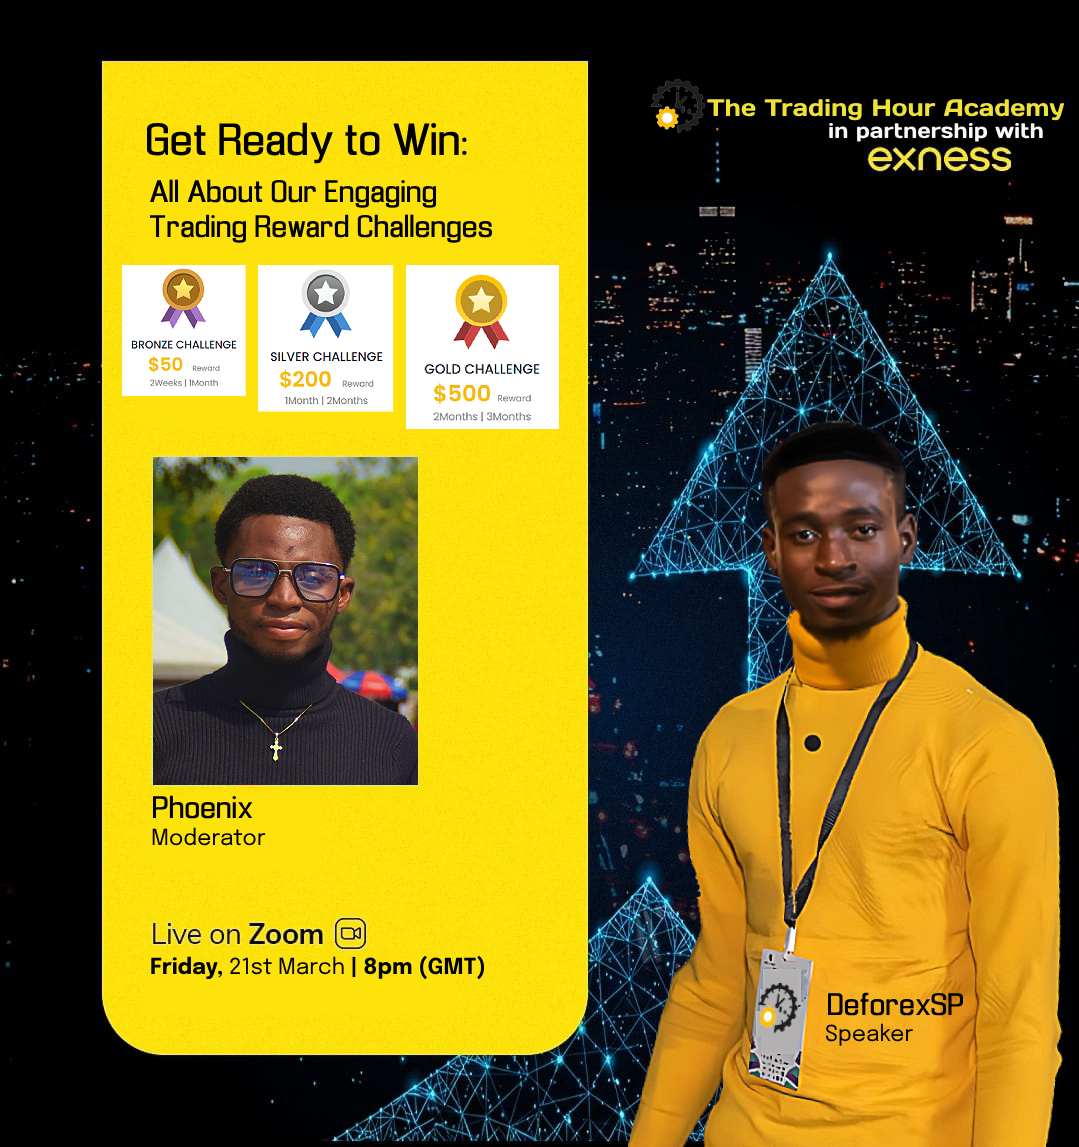 The Trading Hour Academy
in partnership with
exness
Get Ready to Win:
All About Our Engaging
Trading Reward Challenges
BRONZE CHALLENGE
$50 Reward
2Weeks | 1Month
SILVER CHALLENGE
$200 Reward
1Month | 2Months
GOLD CHALLENGE
$500 Reward
2Months | 3Months
Phoenix
Moderator
Live on Zoom
Friday, 21st March | 8pm (GMT)
DeforexSP
Speaker